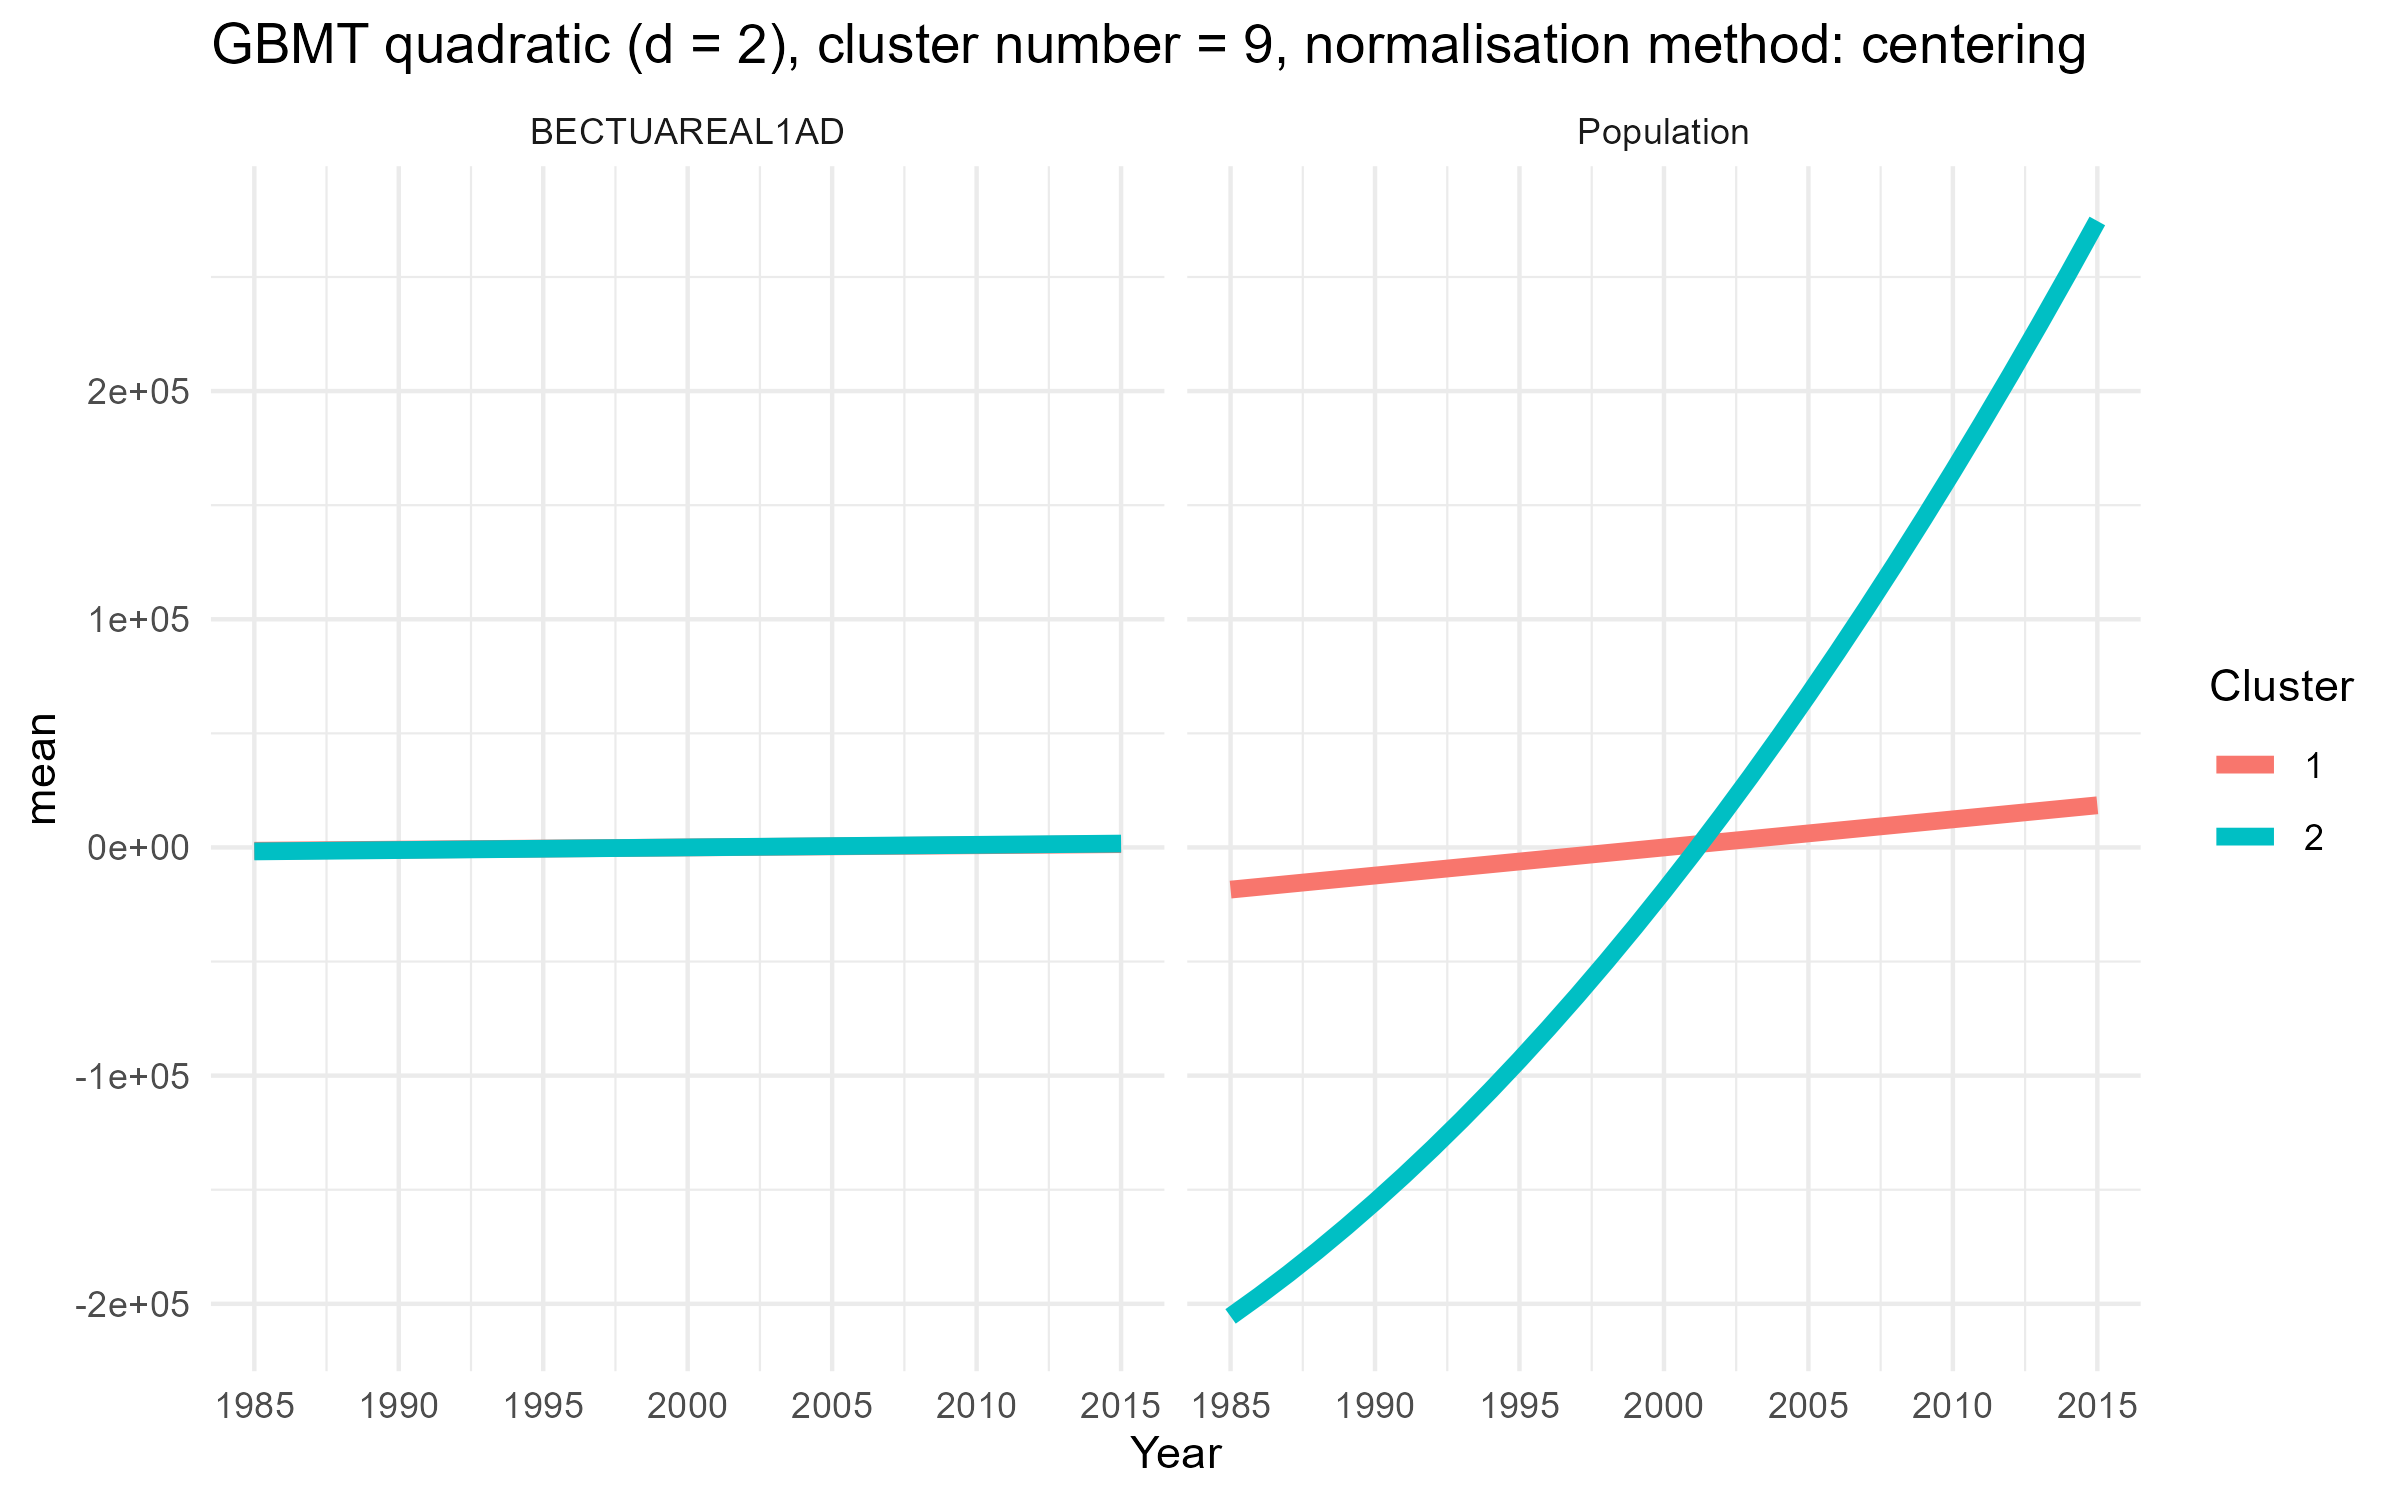 GBMT quadratic (d = 2), cluster number = 9, normalisation method: centering
BECTUAREAL1AD Population
mean
2e+05
1e+05
0e+00
-1e+05
-2e+05
1985 1990 1995 2000 2005 2010 2015 1985 1990 1995 2000 2005 2010 2015
Year
Cluster
1
2